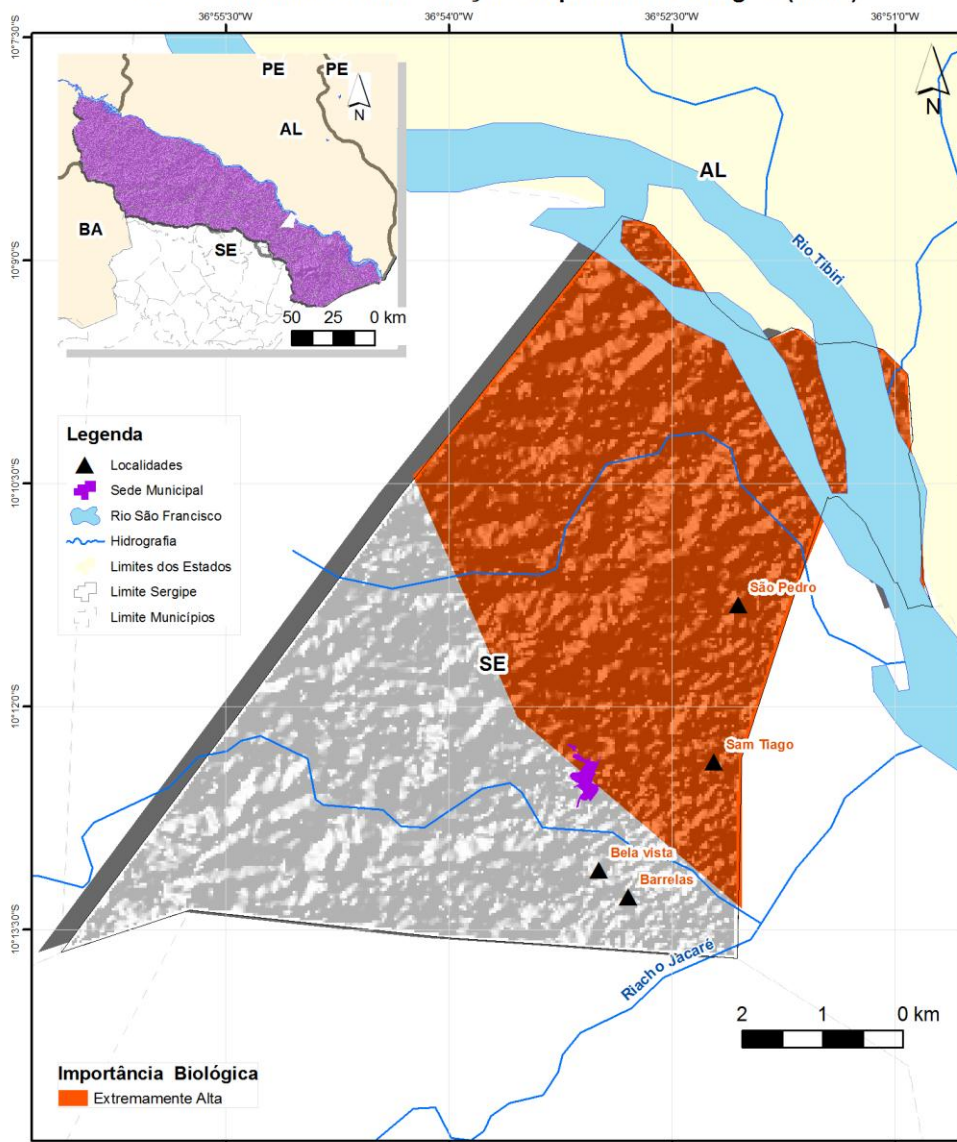 36°55'30"W 36°54'0"W 36°52'30"W 36°51'0"W
10°7'30"S
10°9'0"S
10°10'30"S
10°12'0"S
10°13'30"S
PE PE
N
AL
BA
SE
50 25 0 km
N
AL
Rio Tibiri
Legenda
Localidades
Sede Municipal
Rio São Francisco
Hidrografia
Limites dos Estados
Limite Sergipe
Limite Municípios
São Pedro
SE
Sam Tiago
Bela vista
Barrelas
Riacho Jacaré
2 1 0 km
Importância Biológica
Extremamente Alta